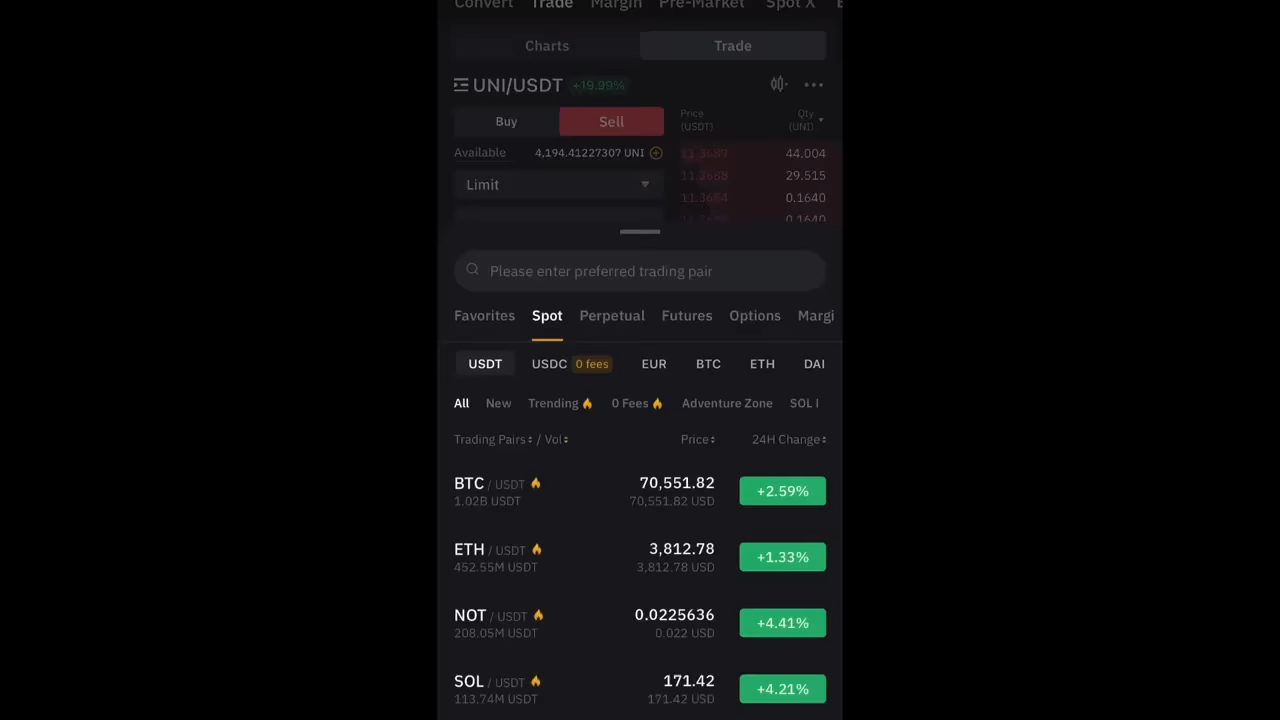 Convert Trade Margin Pre-Market Spot X
Charts Trade
UNI/USDT +19.99%
Buy Sell
Price (USDT) Qty (UNI)
Available 4,194.41227307 UNI
11.3687 44.004
11.3668 29.515
Limit
11.3664 0.1640
0.1640
Please enter preferred trading pair
Favorites Spot Perpetual Futures Options Margi
USDT USDC 0 fees EUR BTC ETH DAI
All New Trending 0 Fees Adventure Zone SOL
Trading Pairs / Vol Price 24H Change
BTC / USDT 70,551.82 +2.59%
1.02B USDT 70,551.82 USD
ETH / USDT 3,812.78 +1.33%
452.55M USDT 3,812.78 USD
NOT / USDT 0.0225636 +4.41%
208.05M USDT 0.022 USD
SOL / USDT 171.42 +4.21%
113.74M USDT 171.42 USD